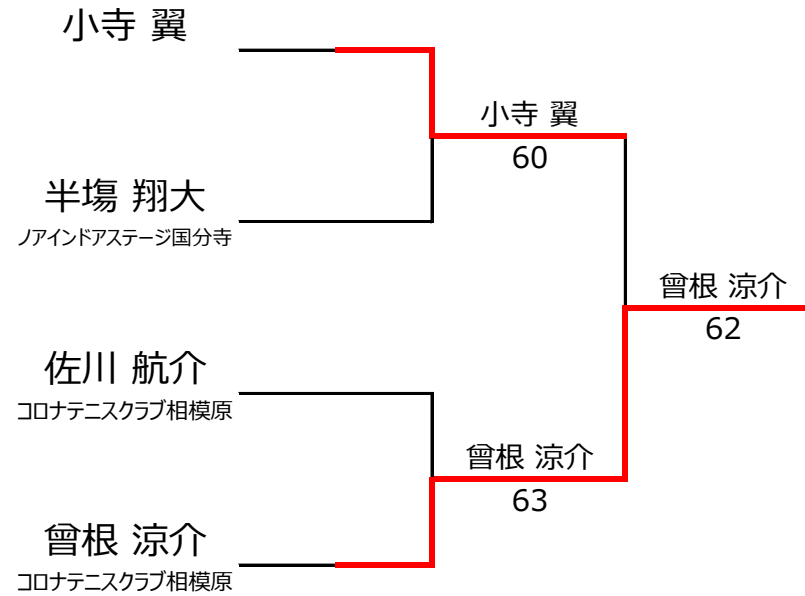 小寺 翼
小寺 翼
60
半塲 翔大
ノアインドアステージ国分寺
曾根 涼介
62
佐川 航介
コロナテニスクラブ相模原
曾根 涼介
63
曾根 涼介
コロナテニスクラブ相模原